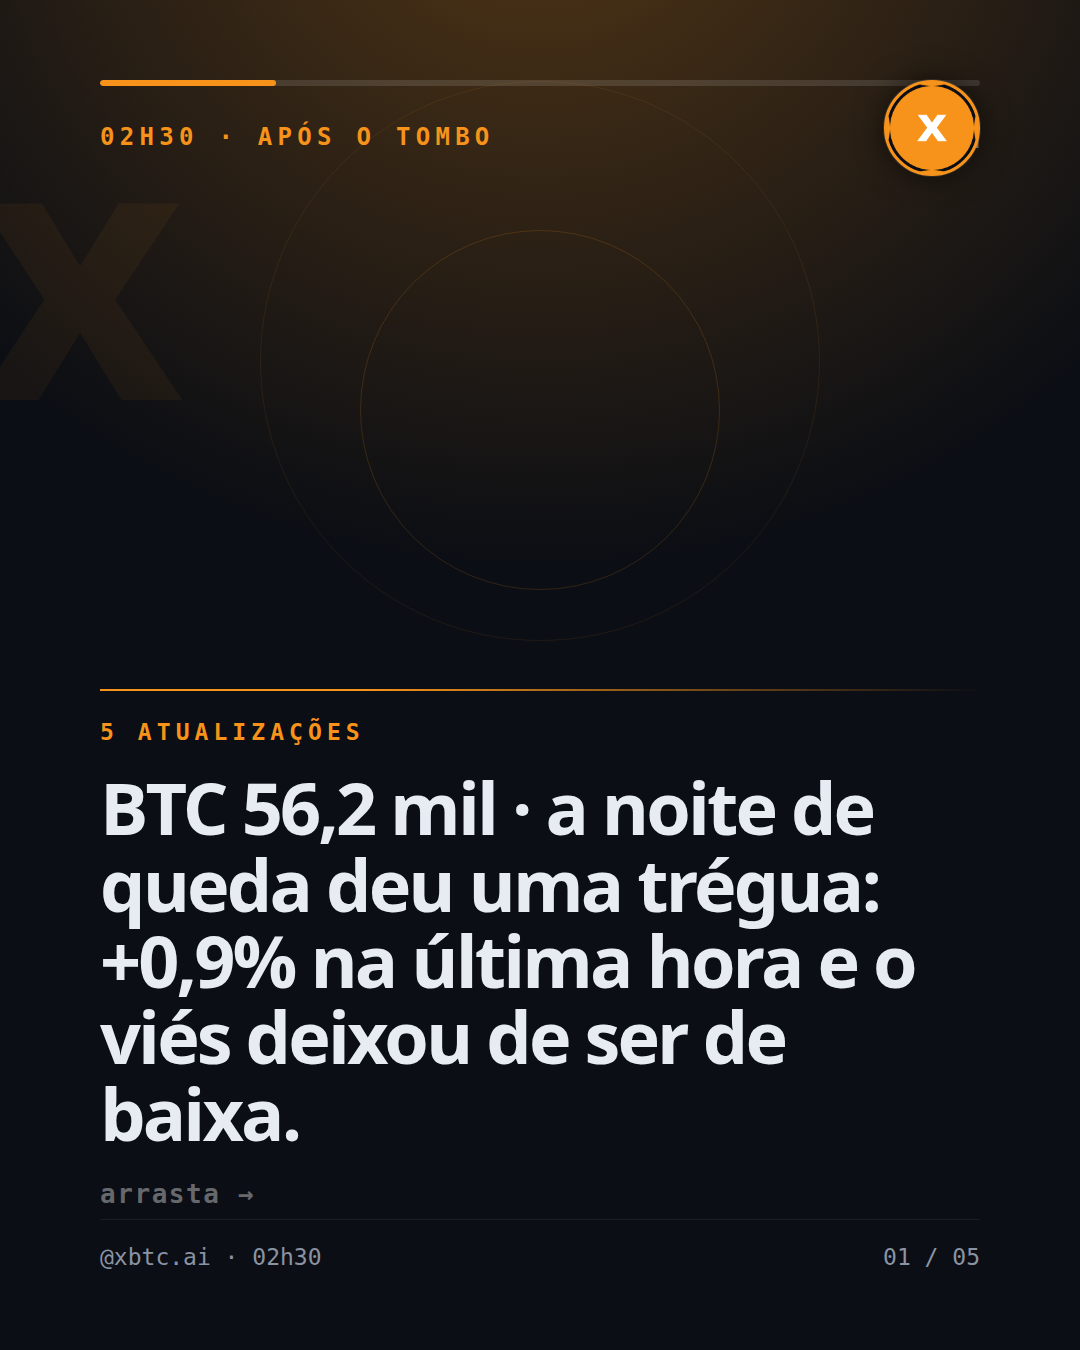 02H30 · APÓS O TOMBO
x
x
5 ATUALIZAÇÕES
BTC 56,2 mil · a noite de
queda deu uma trégua:
+0,9% na última hora e o
viés deixou de ser de
baixa.
arrasta →
@xbtc.ai · 02h30
01 / 05